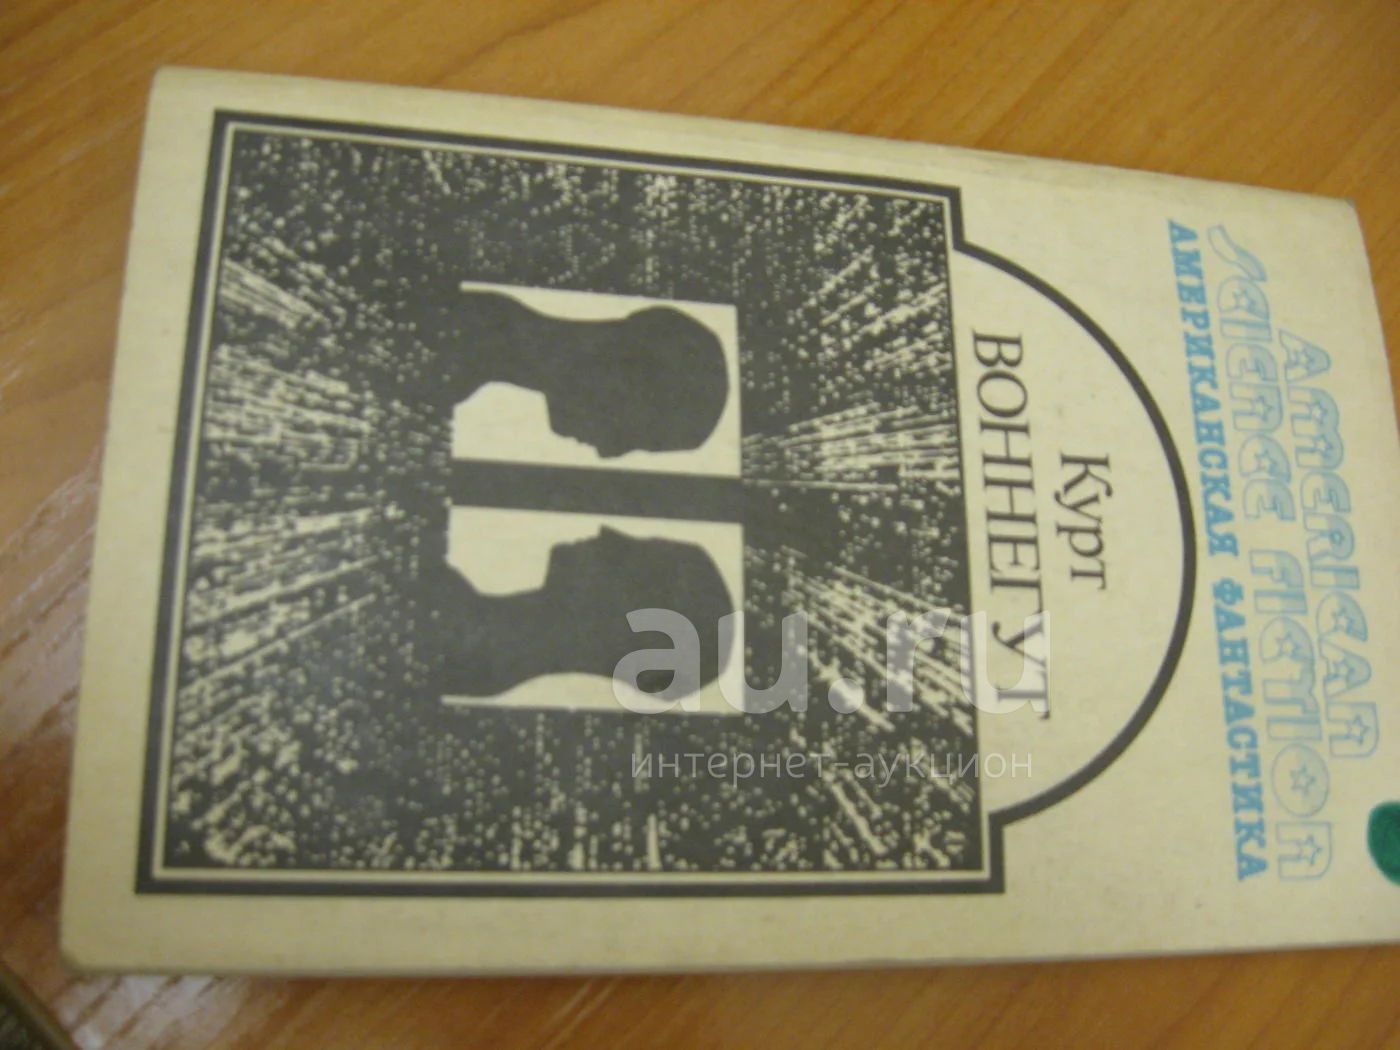 AMERICAN
SCIENCE FICTION
АМЕРИКАНСКАЯ ФАНТАСТИКА
Курт
ВОННЕГУТ
au.ru
интернет-аукцион